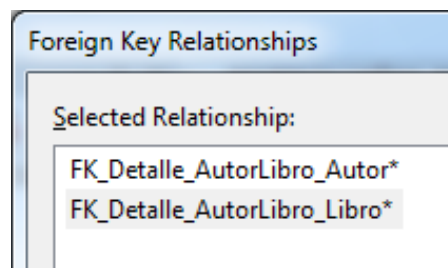 Foreign Key Relationships
Selected Relationship:
FK_Detalle_AutorLibro_Autor*
FK_Detalle_AutorLibro_Libro*